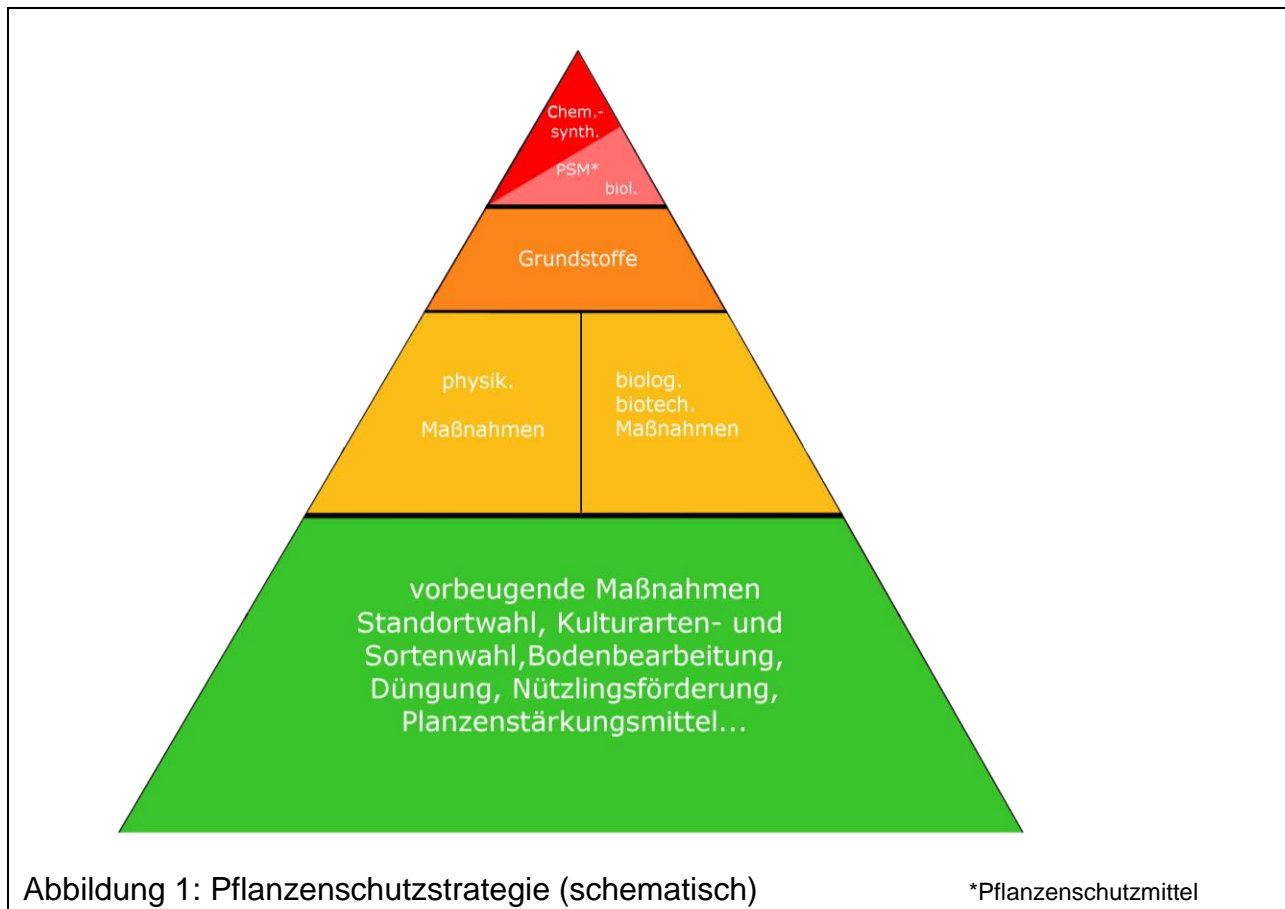 Chem.-
synth.
PSM*
biol.
Grundstoffe
physik.
Maßnahmen
biolog.
biotech.
Maßnahmen
vorbeugende Maßnahmen
Standortwahl, Kulturarten- und
Sortenwahl,Bodenbearbeitung,
Düngung, Nützlingsförderung,
Planzenstärkungsmittel...
Abbildung 1: Pflanzenschutzstrategie (schematisch)
*Pflanzenschutzmittel